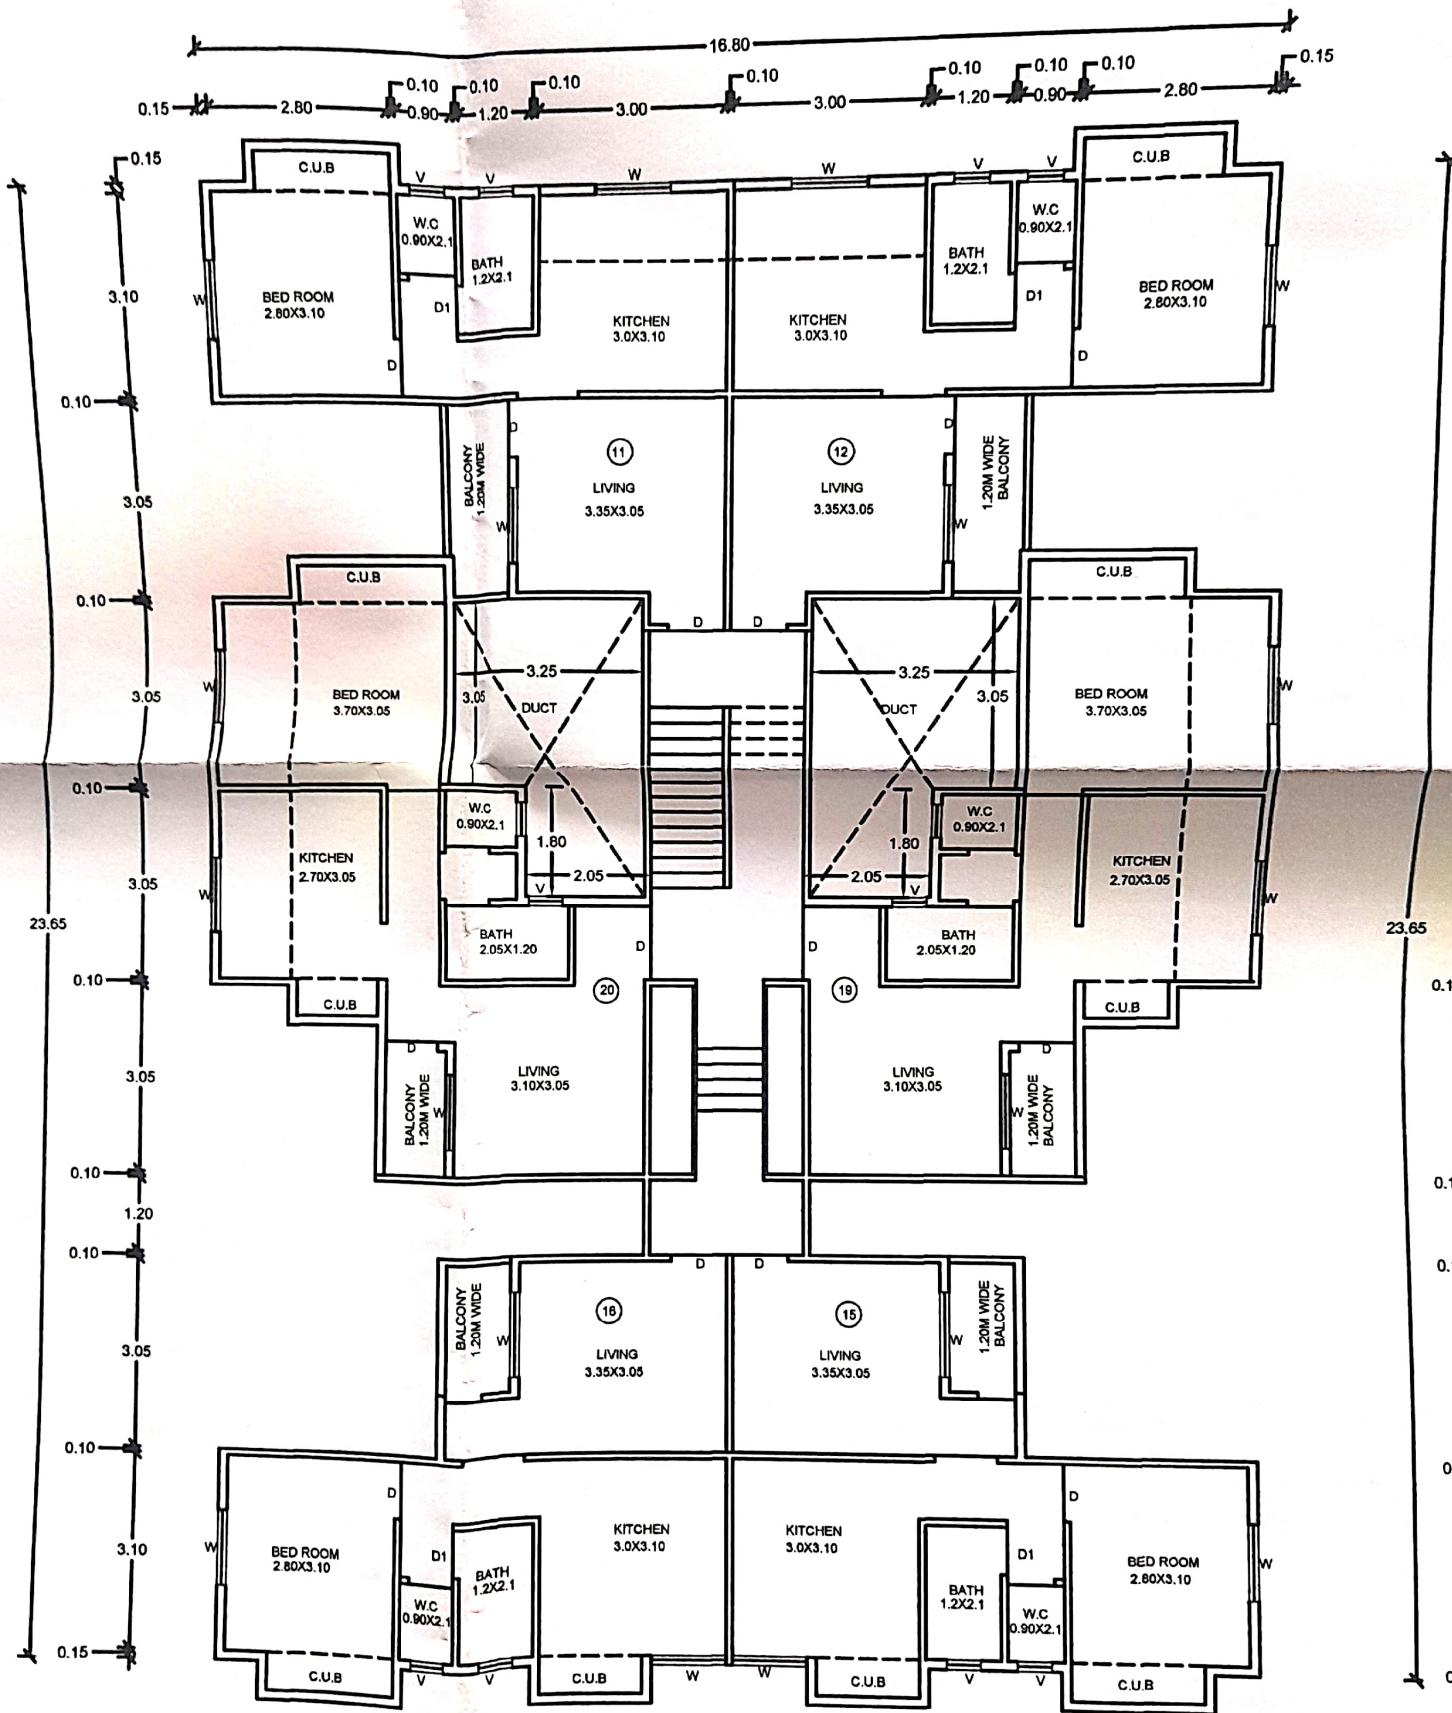 16.80
0.10 0.10 0.10 0.10 0.10 0.10 0.10 0.15
0.15 2.80 0.90 1.20 3.00 3.00 1.20 0.90 2.80
0.15
C.U.B
C.U.B
V V W W V V
W.C
0.90X2.1
BATH
1.2X2.1
BATH
1.2X2.1
W.C
0.90X2.1
3.10
W
BED ROOM
2.80X3.10
D1
KITCHEN
3.0X3.10
KITCHEN
3.0X3.10
D1
BED ROOM
2.80X3.10
W
D
D
0.10
D
D
BALCONY
1.20M WIDE
11
12
1.20M WIDE
BALCONY
3.05
LIVING
3.35X3.05
LIVING
3.35X3.05
W
W
C.U.B
C.U.B
0.10
D D
3.05
W
BED ROOM
3.70X3.05
3.05
3.25
DUCT
3.25
DUCT
3.05
BED ROOM
3.70X3.05
W
0.10
W.C
0.90X2.1
1.80
1.80
W.C
0.90X2.1
3.05
W
KITCHEN
2.70X3.05
2.05
V
2.05
V
KITCHEN
2.70X3.05
W
23.65
23.65
BATH
2.05X1.20
D
D
BATH
2.05X1.20
0.10
C.U.B
20
19
C.U.B
0.1
3.05
D
LIVING
3.10X3.05
LIVING
3.10X3.05
D
BALCONY
1.20M WIDE
W
W
1.20M WIDE
BALCONY
0.10
0.1
1.20
0.10
D D
0.
BALCONY
1.20M WIDE
16
15
1.20M WIDE
BALCONY
3.05
W
LIVING
3.35X3.05
LIVING
3.35X3.05
W
0.10
0
D
D
3.10
W
BED ROOM
2.80X3.10
D1
KITCHEN
3.0X3.10
KITCHEN
3.0X3.10
D1
BED ROOM
2.80X3.10
W
W.C
0.90X2.1
BATH
1.2X2.1
BATH
1.2X2.1
W.C
0.90X2.1
0.15
C.U.B
V V
C.U.B
W W
C.U.B
V V
C.U.B
0